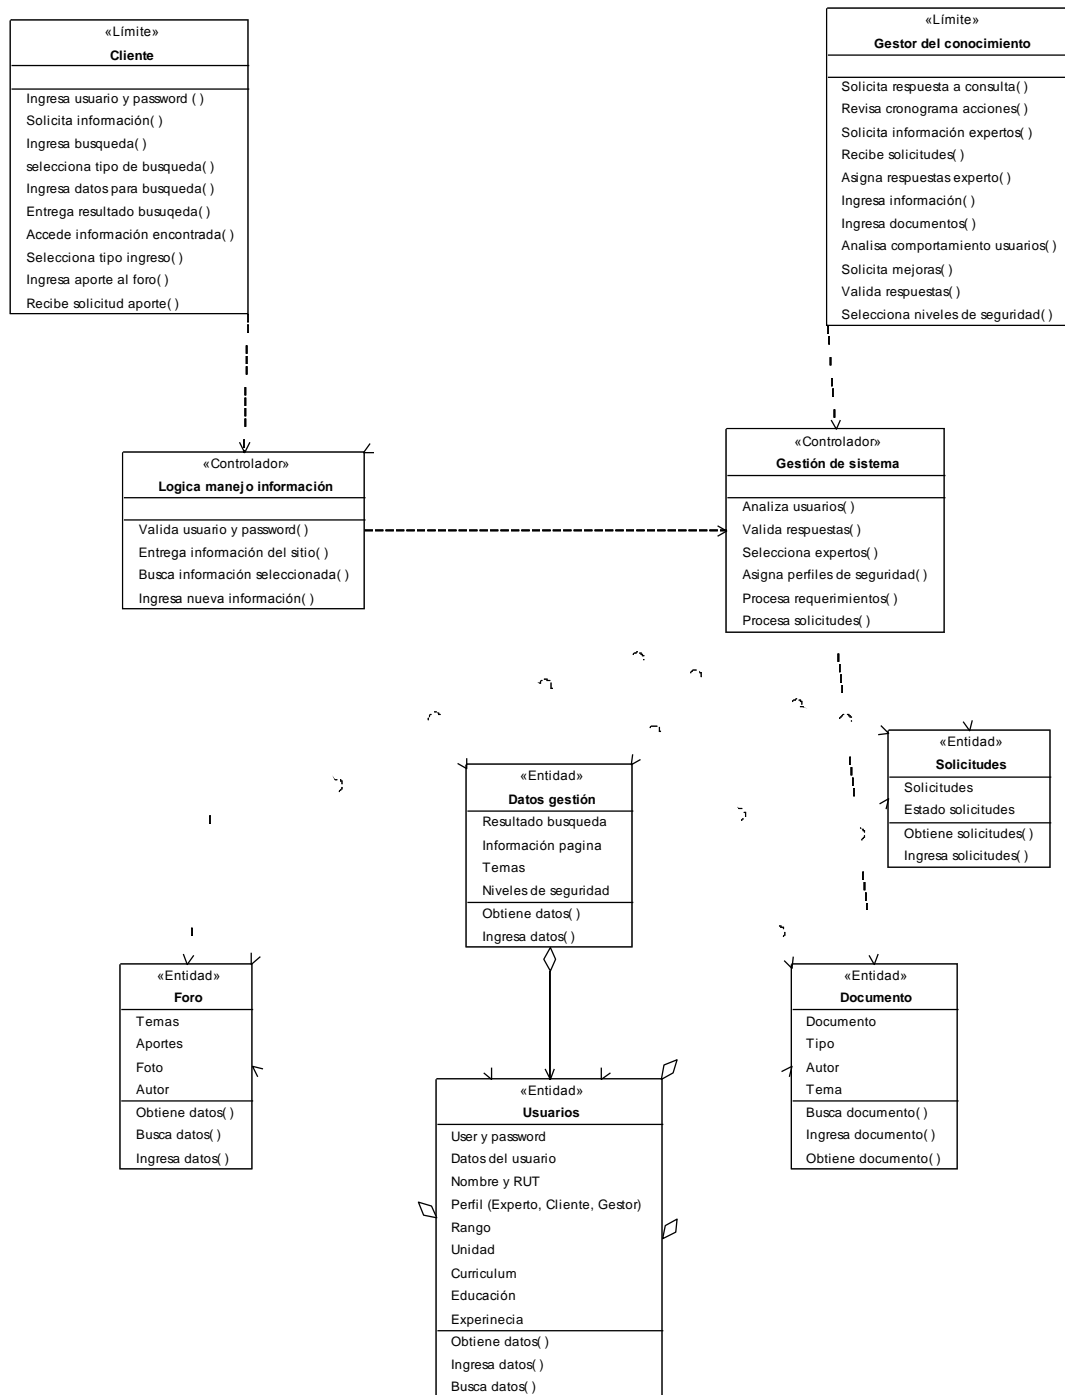 «Límite»
Cliente
Ingresa usuario y password ( )
Solicita información( )
Ingresa busqueda( )
selecciona tipo de busqueda( )
Ingresa datos para busqueda( )
Entrega resultado busuqeda( )
Accede información encontrada( )
Selecciona tipo ingreso( )
Ingresa aporte al foro( )
Recibe solicitud aporte( )
«Límite»
Gestor del conocimiento
Solicita respuesta a consulta( )
Revisa cronograma acciones( )
Solicita información expertos( )
Recibe solicitudes( )
Asigna respuestas experto( )
Ingresa información( )
Ingresa documentos( )
Analisa comportamiento usuarios( )
Solicita mejoras( )
Valida respuestas( )
Selecciona niveles de seguridad( )
«Controlador»
Logica manejo información
Valida usuario y password( )
Entrega información del sitio( )
Busca información seleccionada( )
Ingresa nueva información( )
«Controlador»
Gestión de sistema
Analiza usuarios( )
Valida respuestas( )
Selecciona expertos( )
Asigna perfiles de seguridad( )
Procesa requerimientos( )
Procesa solicitudes( )
«Entidad»
Solicitudes
Solicitudes
Estado solicitudes
Obtiene solicitudes( )
Ingresa solicitudes( )
«Entidad»
Datos gestión
Resultado busqueda
Información pagina
Temas
Niveles de seguridad
Obtiene datos( )
Ingresa datos( )
«Entidad»
Foro
Temas
Aportes
Foto
Autor
Obtiene datos( )
Busca datos( )
Ingresa datos( )
«Entidad»
Documento
Documento
Tipo
Autor
Tema
Busca documento( )
Ingresa documento( )
Obtiene documento( )
«Entidad»
Usuarios
User y password
Datos del usuario
Nombre y RUT
Perfil (Experto, Cliente, Gestor)
Rango
Unidad
Curriculum
Educación
Experinecia
Obtiene datos( )
Ingresa datos( )
Busca datos( )